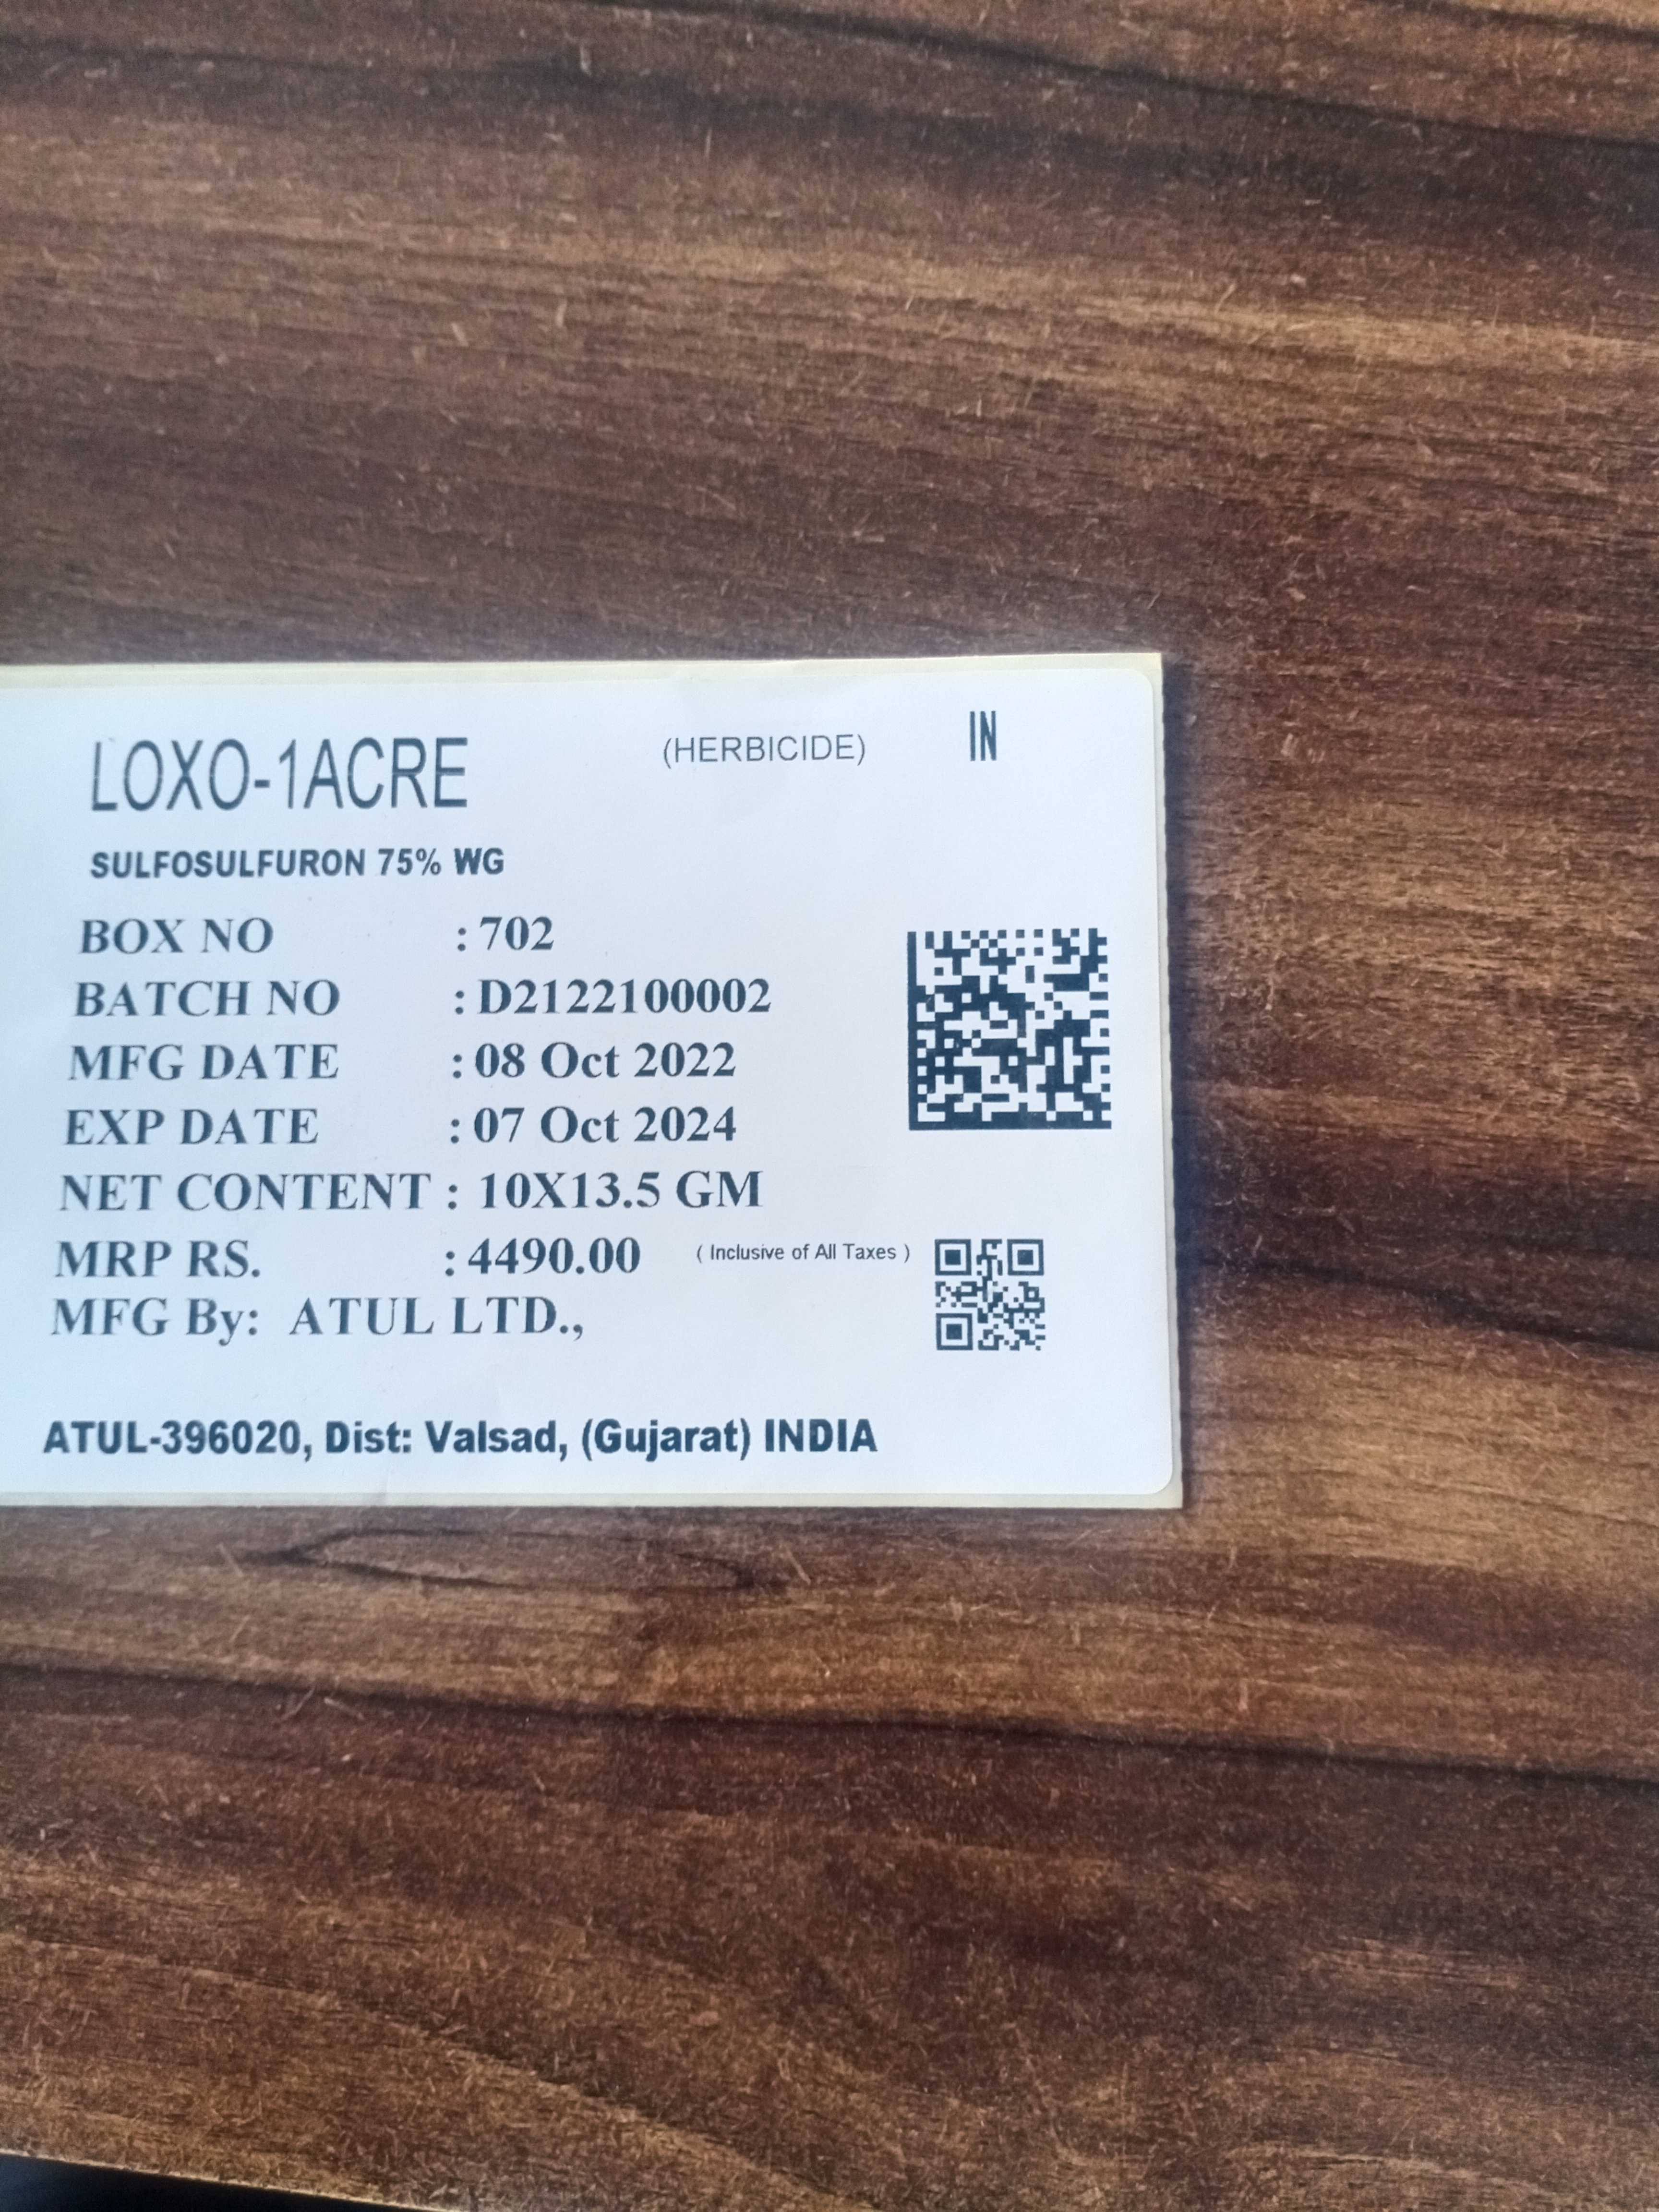 LOXO-1ACRE (HERBICIDE) IN
SULFOSULFURON 75% WG
BOX NO : 702
BATCH NO : D2122100002
MFG DATE : 08 Oct 2022
EXP DATE : 07 Oct 2024
NET CONTENT : 10X13.5 GM
MRP RS. : 4490.00 ( Inclusive of All Taxes )
MFG By: ATUL LTD.,
ATUL-396020, Dist: Valsad, (Gujarat) INDIA